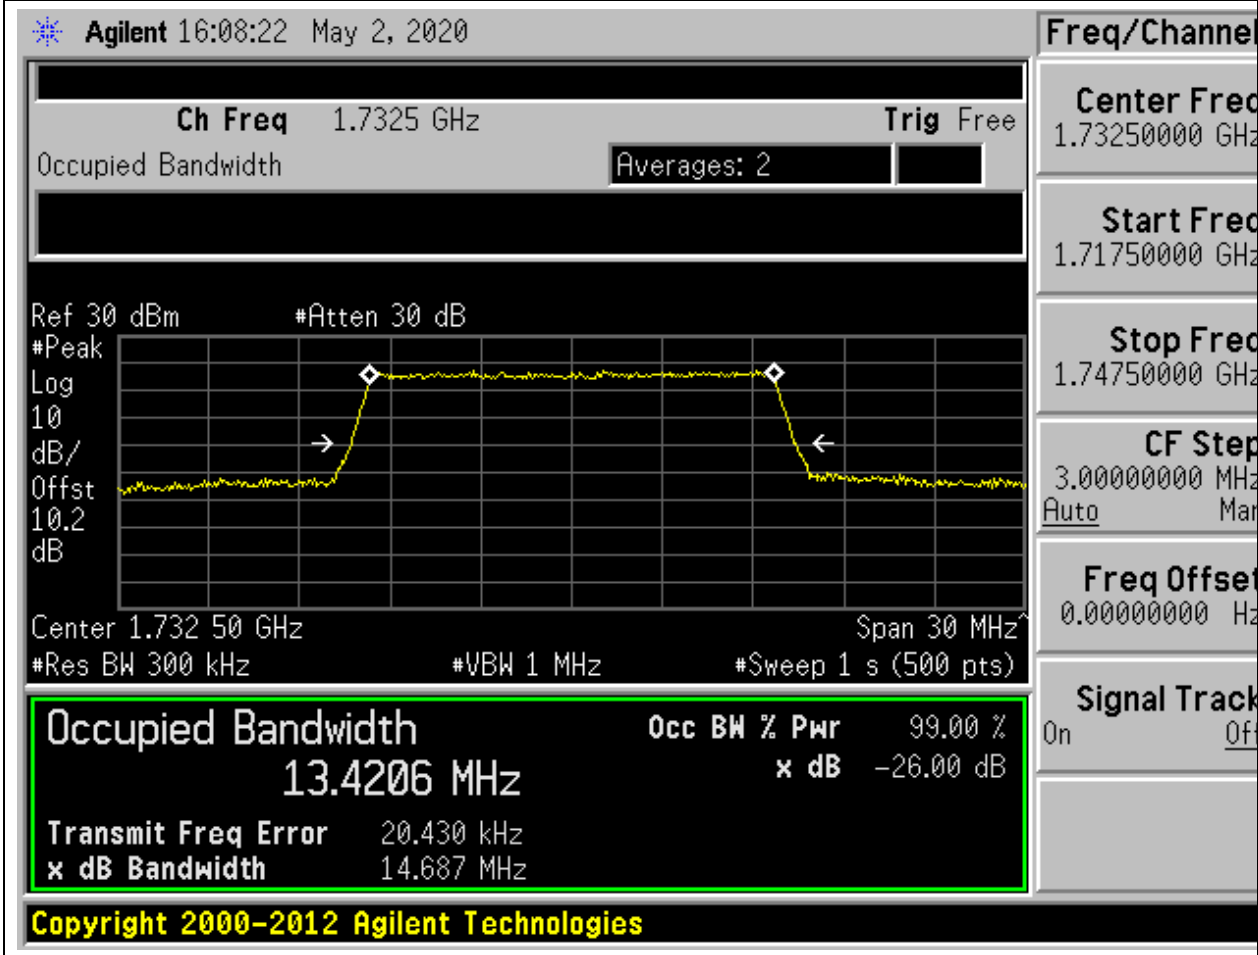 Agilent 16:08:22 May 2, 2020
Ch Freq 1.7325 GHz Trig Free
Occupied Bandwidth Averages: 2
Ref 30 dBm #Atten 30 dB
#Peak
Log
10
dB/
Offst
10.2
dB
Center 1.732 50 GHz Span 30 MHz^
#Res BW 300 kHz #VBW 1 MHz #Sweep 1 s (500 pts)
Occupied Bandwidth Occ BW % Pwr 99.00 %
13.4206 MHz x dB -26.00 dB
Transmit Freq Error 20.430 kHz
x dB Bandwidth 14.687 MHz
Copyright 2000-2012 Agilent Technologies
Freq/Channel
Center Freq
1.73250000 GHz
Start Freq
1.71750000 GHz
Stop Freq
1.74750000 GHz
CF Step
3.00000000 MHz
Auto Man
Freq Offset
0.00000000 Hz
Signal Track
On Off